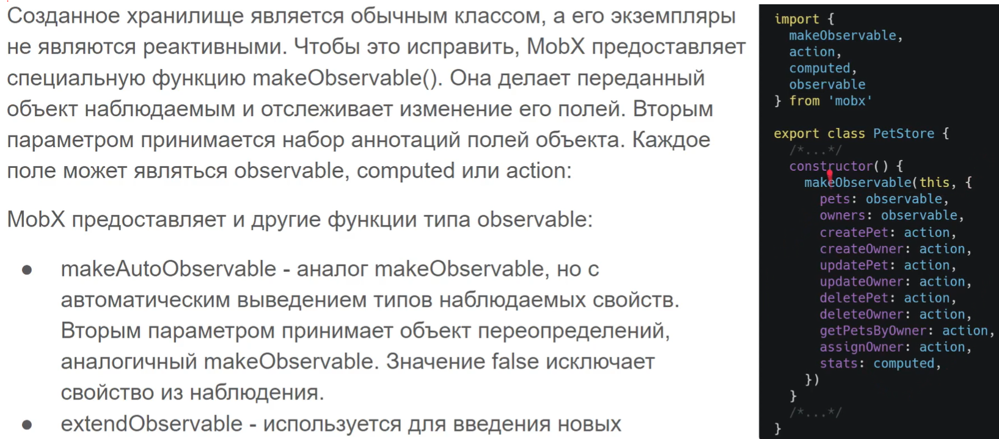 Созданное хранилище является обычным классом, а его экземпляры
не являются реактивными. Чтобы это исправить, MobX предоставляет
специальную функцию makeObservable(). Она делает переданный
объект наблюдаемым и отслеживает изменение его полей. Вторым
параметром принимается набор аннотаций полей объекта. Каждое
поле может являться observable, computed или action:
MobX предоставляет и другие функции типа observable:
● makeAutoObservable - аналог makeObservable, но с
автоматическим выведением типов наблюдаемых свойств.
Вторым параметром принимает объект переопределений,
аналогичный makeObservable. Значение false исключает
свойство из наблюдения.
● extendObservable - используется для введения новых
import {
  makeObservable,
  action,
  computed,
  observable
} from 'mobx'
export class PetStore {
  /*...*/
  constructor() {
    makeObservable(this, {
      pets: observable,
      owners: observable,
      createPet: action,
      createOwner: action,
      updatePet: action,
      updateOwner: action,
      deletePet: action,
      deleteOwner: action,
      getPetsByOwner: action,
      assignOwner: action,
      stats: computed,
    })
  }
  /*...*/
}